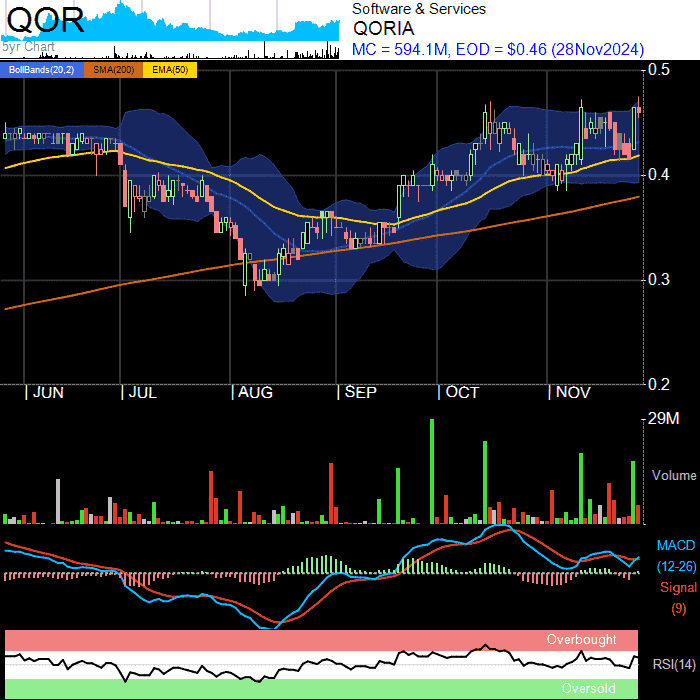 QOR
5yr Chart
Software & Services
QORIA
MC = 594.1M, EOD = $0.46 (28Nov2024)
BollBands(20,2) SMA(200) EMA(50)
0.5
0.4
0.3
0.2
JUN JUL AUG SEP OCT NOV
29M
Volume
MACD
(12-26)
Signal
(9)
Overbought
RSI(14)
Oversold